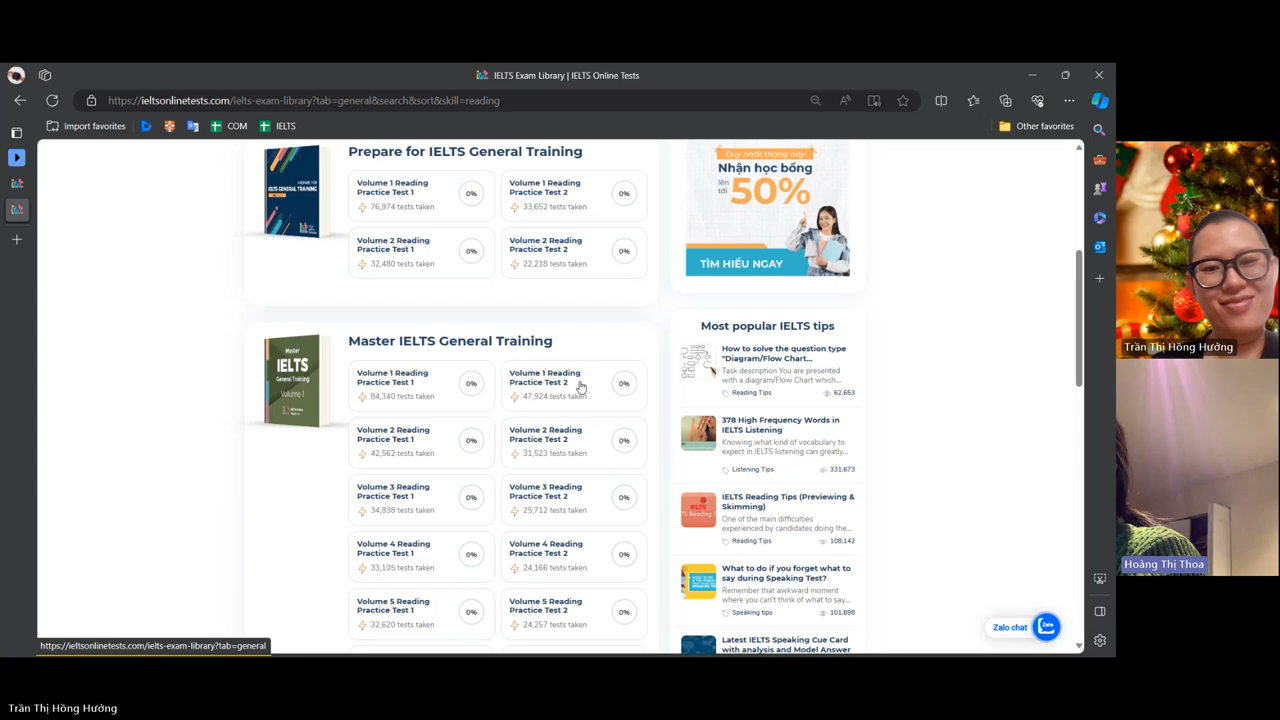 IELTS Exam Library | IELTS Online Tests
https://ieltsonlinetests.com/ielts-exam-library?tab=general&search&sort&skill=reading
Import favorites
COM
IELTS
Other favorites
Prepare for IELTS General Training
Volume 1 Reading
Practice Test 1
76,974 tests taken
0%
Volume 1 Reading
Practice Test 2
33,652 tests taken
0%
Volume 2 Reading
Practice Test 1
32,480 tests taken
0%
Volume 2 Reading
Practice Test 2
22,218 tests taken
0%
Master IELTS General Training
Master
IELTS
General Training
Volume 1
Volume 1 Reading
Practice Test 1
84,340 tests taken
0%
Volume 1 Reading
Practice Test 2
47,924 tests taken
0%
Volume 2 Reading
Practice Test 1
42,562 tests taken
0%
Volume 2 Reading
Practice Test 2
31,523 tests taken
0%
Volume 3 Reading
Practice Test 1
34,838 tests taken
0%
Volume 3 Reading
Practice Test 2
25,712 tests taken
0%
Volume 4 Reading
Practice Test 1
33,105 tests taken
0%
Volume 4 Reading
Practice Test 2
24,166 tests taken
0%
Volume 5 Reading
Practice Test 1
32,620 tests taken
0%
Volume 5 Reading
Practice Test 2
24,257 tests taken
0%
Duy nhất tháng này
Nhận học bổng
lên
tới
50%
TÌM HIỂU NGAY
Most popular IELTS tips
How to solve the question type
"Diagram/Flow Chart...
Task description You are
presented with a diagram/Flow Chart which...
Reading Tips
62,653
378 High Frequency Words in
IELTS Listening
Knowing what kind of vocabulary to
expect in IELTS listening can greatly...
Listening Tips
331,673
IELTS Reading Tips (Previewing &
Skimming)
One of the main difficulties
experienced by candidates doing the...
Reading Tips
108,142
What to do if you forget what to
say during Speaking Test?
Remember that awkward moment
where you can't think of what to say...
Speaking tips
101,698
Latest IELTS Speaking Cue Card
with analysis and Model Answer
Zalo chat
https://ieltsonlinetests.com/ielts-exam-library?tab=general
Trần Thị Hồng Hưởng
Hoàng Thị Thoa
Trần Thị Hồng Hưởng